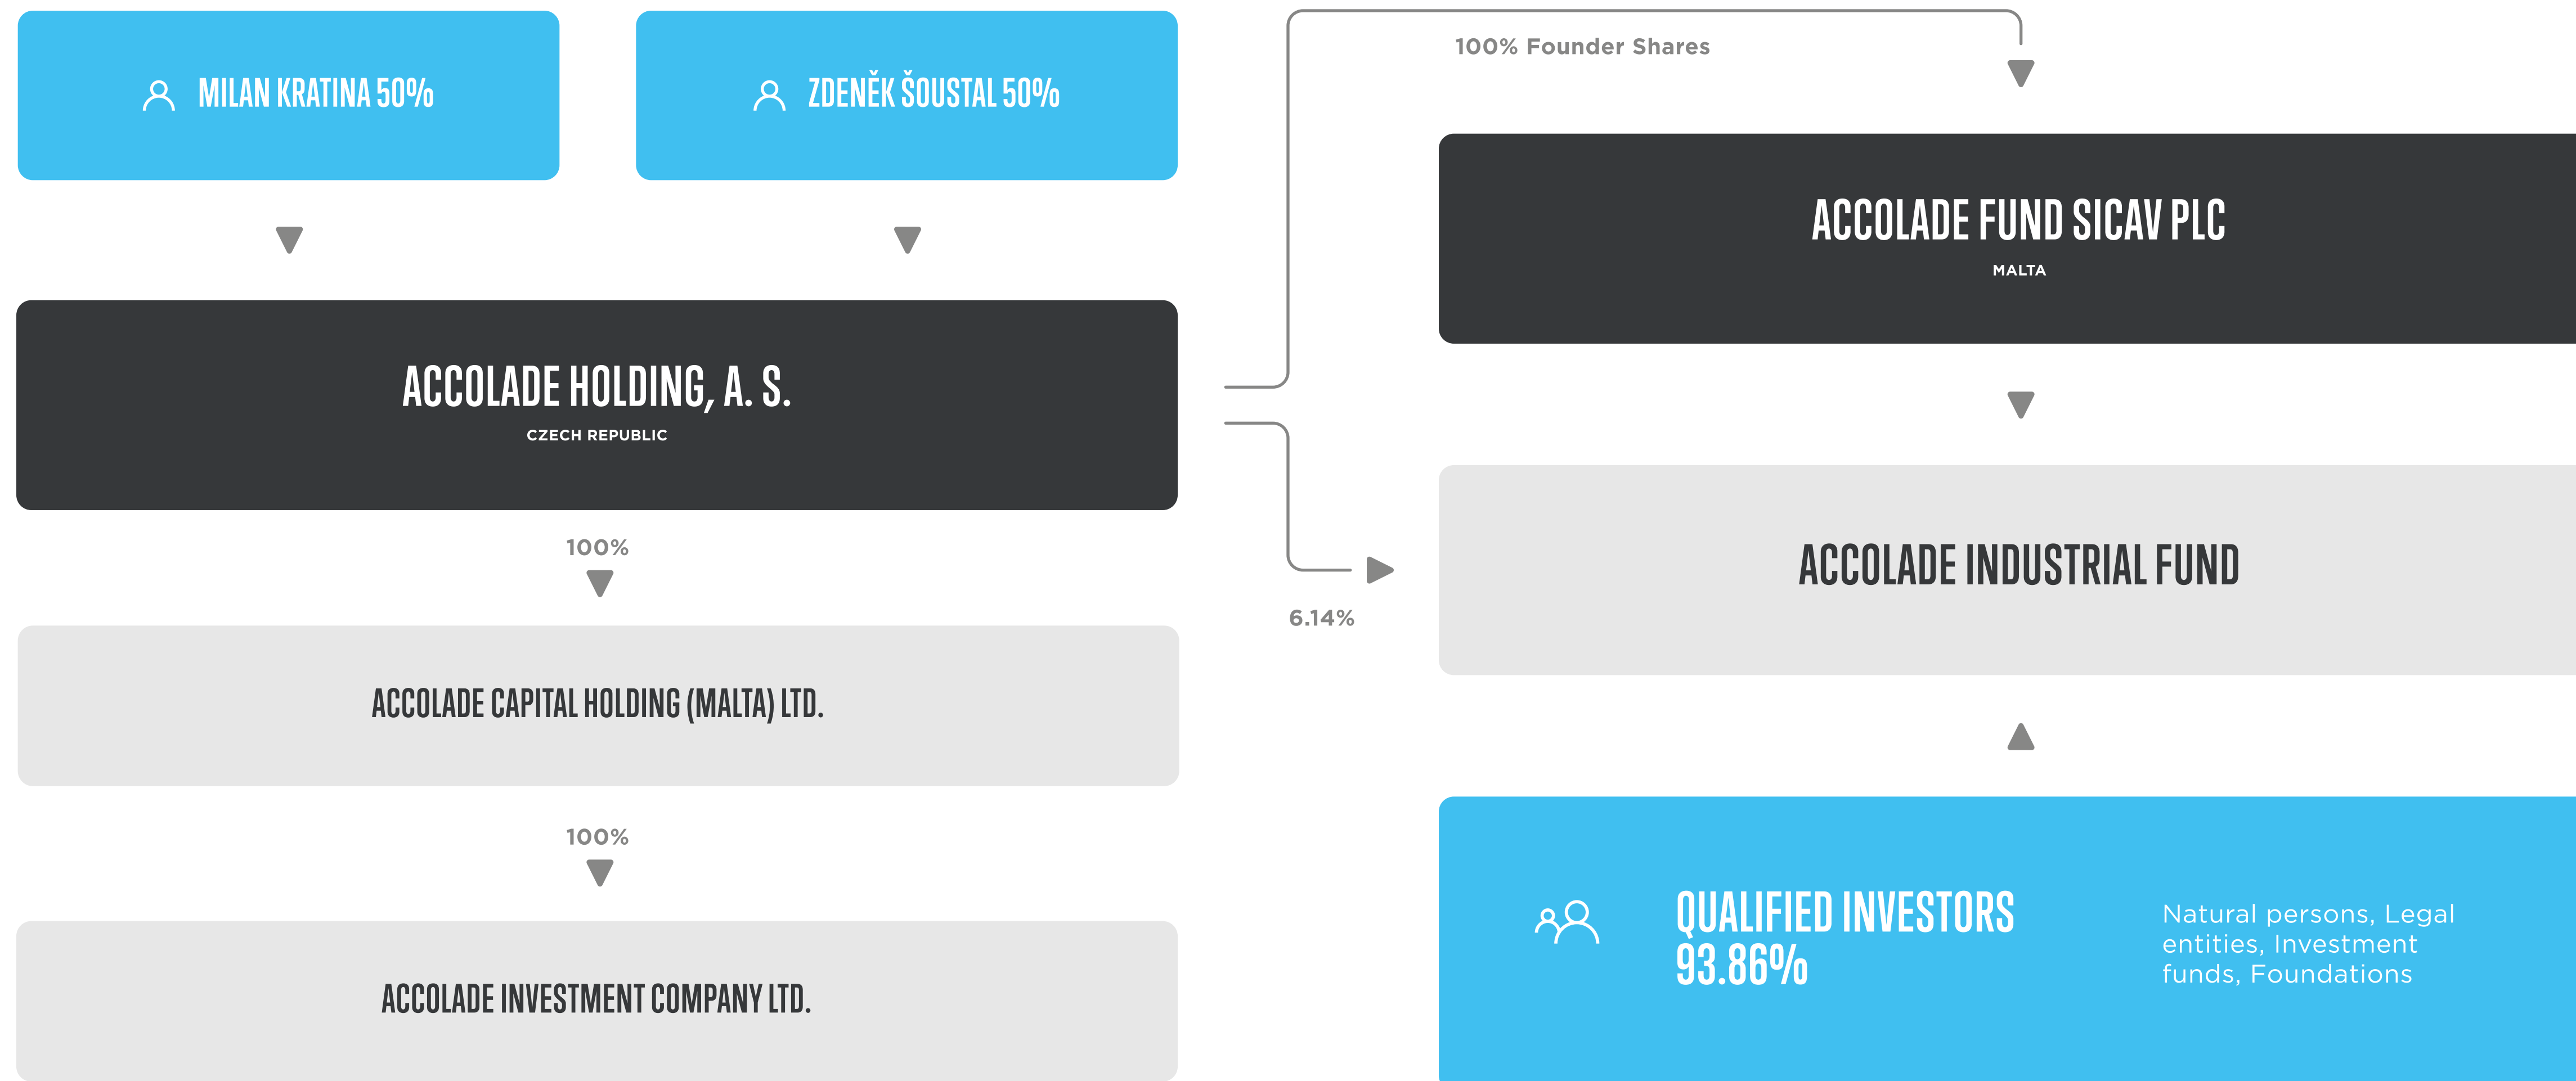 MILAN KRATINA 50%
ZDENĚK ŠOUSTAL 50%
ACCOLADE HOLDING, A. S.
CZECH REPUBLIC
100%
ACCOLADE CAPITAL HOLDING (MALTA) LTD.
100%
ACCOLADE INVESTMENT COMPANY LTD.
100% Founder Shares
ACCOLADE FUND SICAV PLC
MALTA
6.14%
ACCOLADE INDUSTRIAL FUND
QUALIFIED INVESTORS
93.86%
Natural persons, Legal
entities, Investment
funds, Foundations